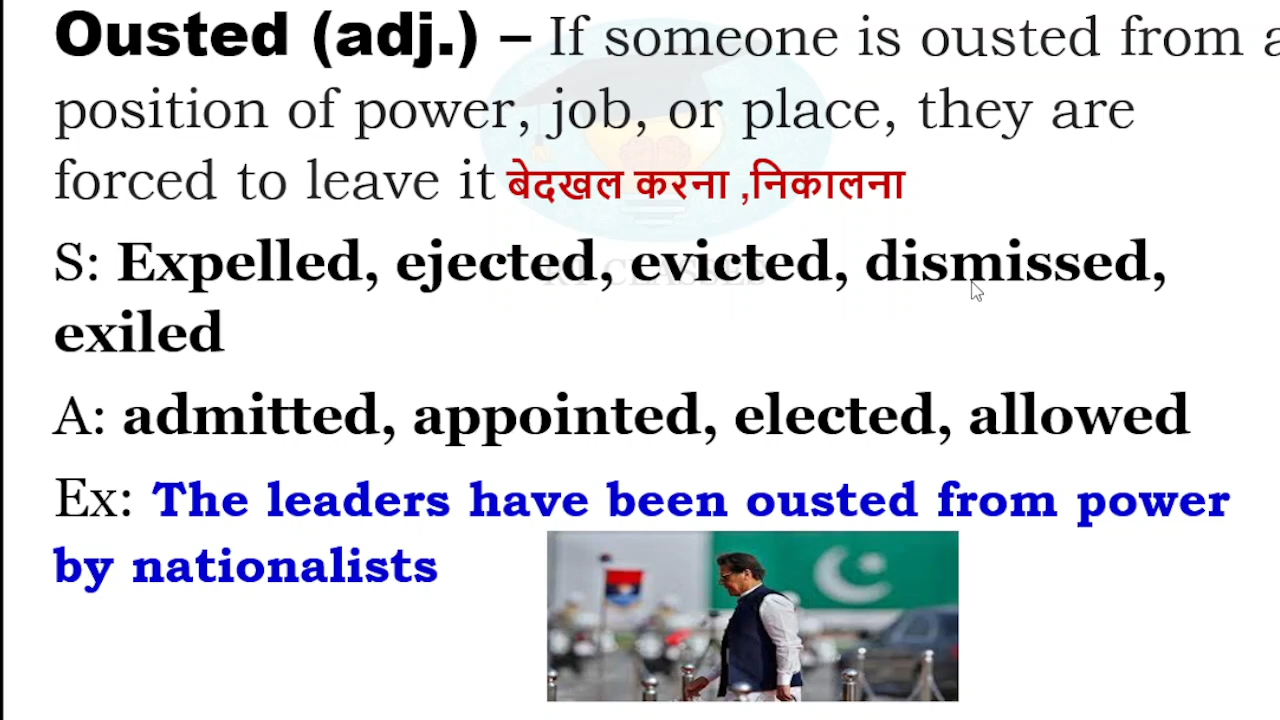 Ousted (adj.) – If someone is ousted from a
position of power, job, or place, they are
forced to leave it बेदखल करना ,निकालना
S: Expelled, ejected, evicted, dismissed,
exiled
A: admitted, appointed, elected, allowed
Ex: The leaders have been ousted from power
by nationalists